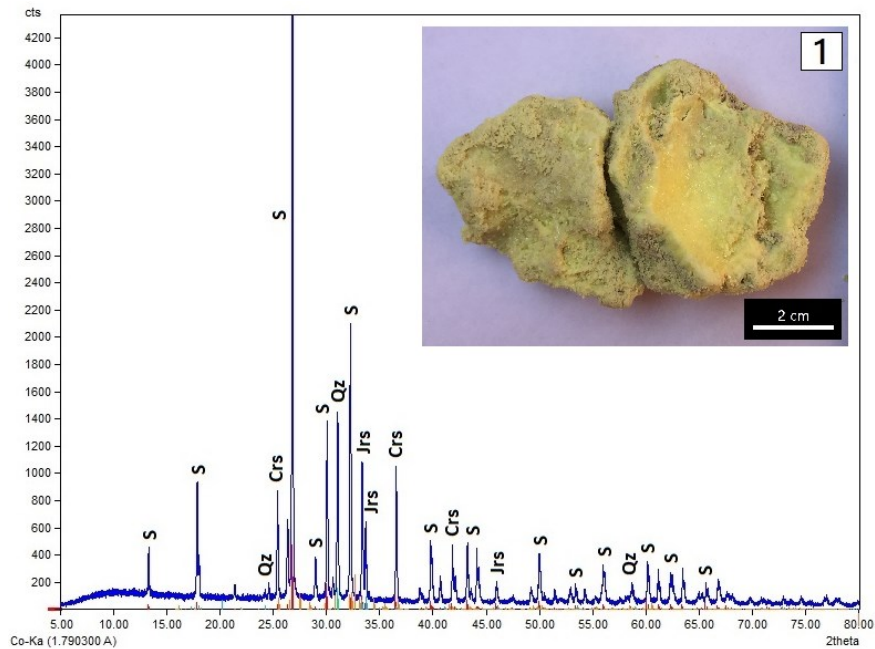 cts
4200
4000
3800
3600
3400
3200
3000
2800
2600
2400
2200
2000
1800
1600
1400
1200
1000
800
600
400
200
5.00 10.00 15.00 20.00 25.00 30.00 35.00 40.00 45.00 50.00 55.00 60.00 65.00 70.00 75.00 80.00
Co-Ka (1.790300 A) 2theta
S
S
Qz
Crs
S
S
S
Qz
S
Jrs
Jrs
Crs
S
Crs
S
Jrs
S
S
S
Qz
S
S
S
1
2 cm